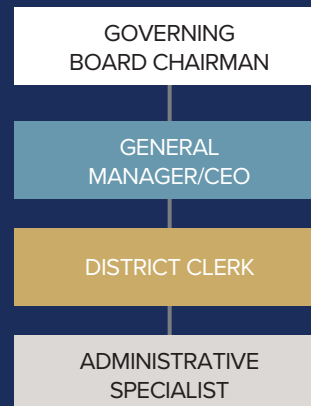 GOVERNING
BOARD CHAIRMAN
GENERAL
MANAGER/CEO
DISTRICT CLERK
ADMINISTRATIVE
SPECIALIST